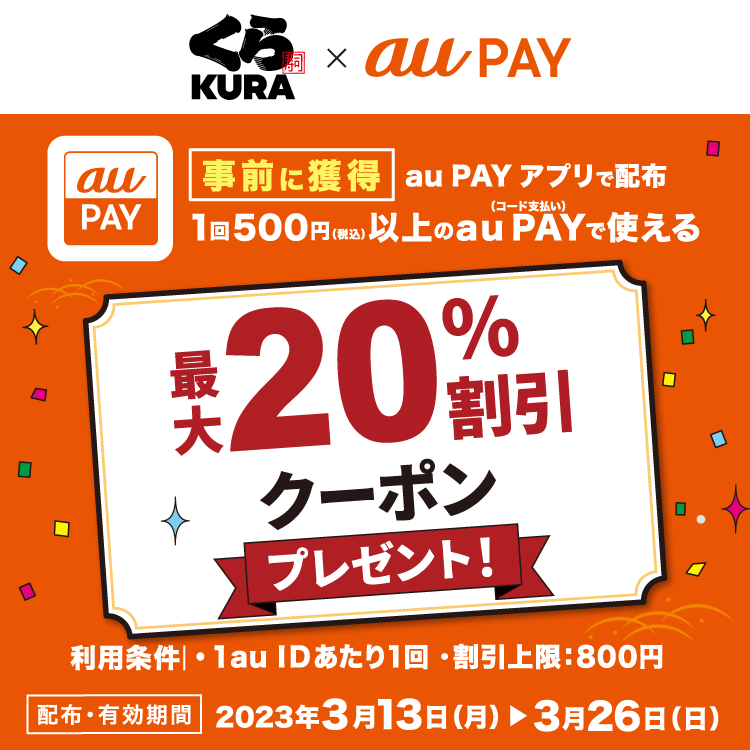 くら
KURA × au PAY
au
PAY
事前に獲得 au PAY アプリで配布
(コード支払い)
1回500円(税込)以上のau PAYで使える
最大20%割引
クーポン
プレゼント!
利用条件|・1au IDあたり1回 ・割引上限:800円
配布・有効期間 2023年3月13日(月)▶3月26日(日)